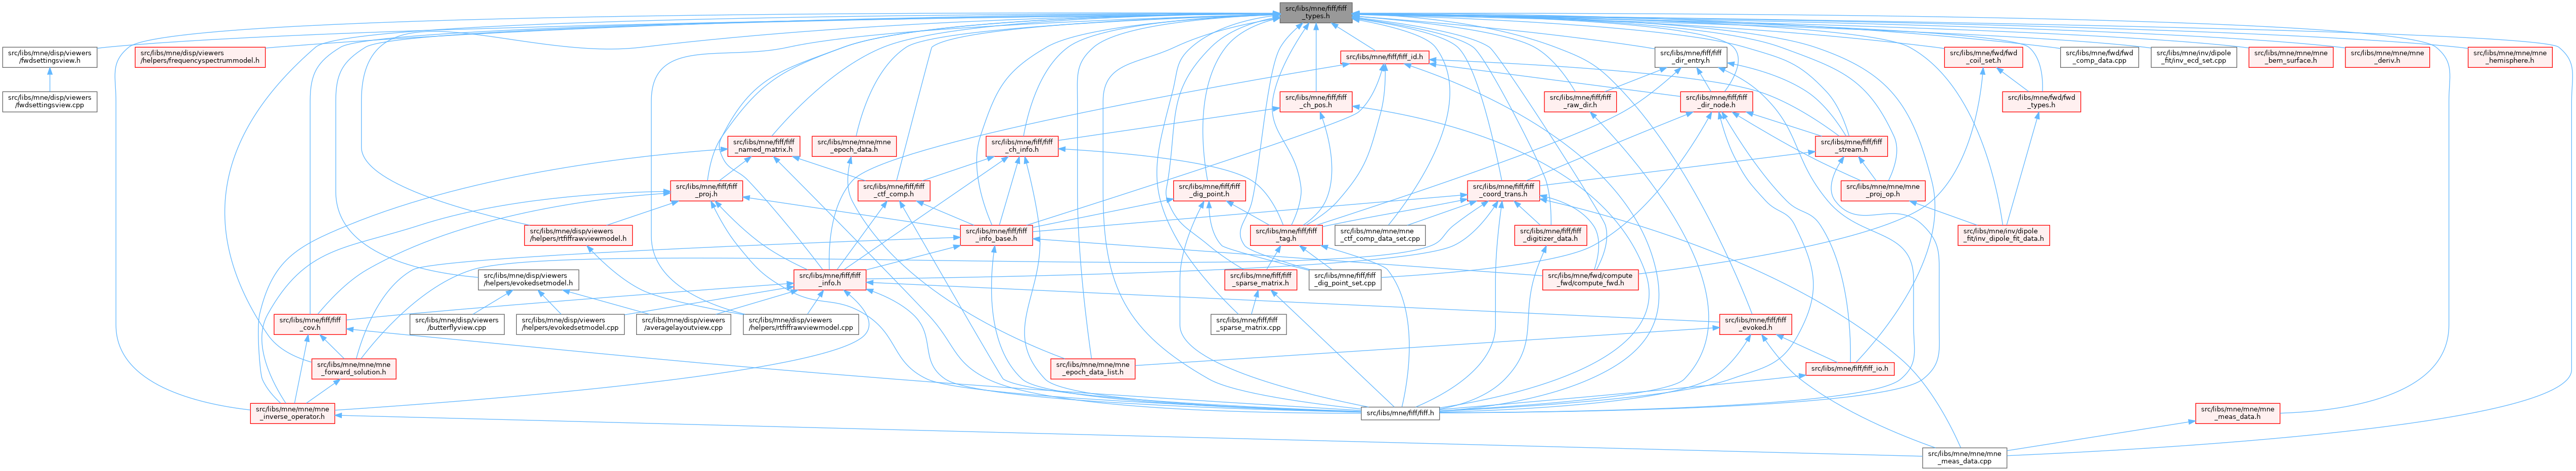 src/libs/mne/fiff/fiff
_types.h
src/libs/mne/disp/viewers
/fwdsettingsview.h
src/libs/mne/disp/viewers
/helpers/frequencyspectrummodel.h
src/libs/mne/fiff/fiff_id.h
src/libs/mne/fiff/fiff
_dir_entry.h
src/libs/mne/fwd/fwd
_coil_set.h
src/libs/mne/fwd/fwd
_comp_data.cpp
src/libs/mne/inv/dipole
_fit/inv_ecd_set.cpp
src/libs/mne/mne/mne
_bem_surface.h
src/libs/mne/mne/mne
_deriv.h
src/libs/mne/mne/mne
_hemisphere.h
src/libs/mne/disp/viewers
/fwdsettingsview.cpp
src/libs/mne/fiff/fiff
_ch_pos.h
src/libs/mne/fiff/fiff
_raw_dir.h
src/libs/mne/fiff/fiff
_dir_node.h
src/libs/mne/fwd/fwd
_types.h
src/libs/mne/fiff/fiff
_named_matrix.h
src/libs/mne/mne/mne
_epoch_data.h
src/libs/mne/fiff/fiff
_ch_info.h
src/libs/mne/fiff/fiff
_stream.h
src/libs/mne/fiff/fiff
_proj.h
src/libs/mne/fiff/fiff
_ctf_comp.h
src/libs/mne/fiff/fiff
_dig_point.h
src/libs/mne/fiff/fiff
_coord_trans.h
src/libs/mne/mne/mne
_proj_op.h
src/libs/mne/disp/viewers
/helpers/rtfiffrawviewmodel.h
src/libs/mne/fiff/fiff
_info_base.h
src/libs/mne/fiff/fiff
_tag.h
src/libs/mne/mne/mne
_ctf_comp_data_set.cpp
src/libs/mne/fiff/fiff
_digitizer_data.h
src/libs/mne/inv/dipole
_fit/inv_dipole_fit_data.h
src/libs/mne/disp/viewers
/helpers/evokedsetmodel.h
src/libs/mne/fiff/fiff
_info.h
src/libs/mne/fiff/fiff
_sparse_matrix.h
src/libs/mne/fiff/fiff
_dig_point_set.cpp
src/libs/mne/fwd/compute
_fwd/compute_fwd.h
src/libs/mne/fiff/fiff
_cov.h
src/libs/mne/disp/viewers
/butterflyview.cpp
src/libs/mne/disp/viewers
/helpers/evokedsetmodel.cpp
src/libs/mne/disp/viewers
/averagelayoutview.cpp
src/libs/mne/disp/viewers
/helpers/rtfiffrawviewmodel.cpp
src/libs/mne/fiff/fiff
_sparse_matrix.cpp
src/libs/mne/fiff/fiff
_evoked.h
src/libs/mne/mne/mne
_forward_solution.h
src/libs/mne/mne/mne
_epoch_data_list.h
src/libs/mne/fiff/fiff_io.h
src/libs/mne/mne/mne
_inverse_operator.h
src/libs/mne/fiff/fiff.h
src/libs/mne/mne/mne
_meas_data.h
src/libs/mne/mne/mne
_meas_data.cpp